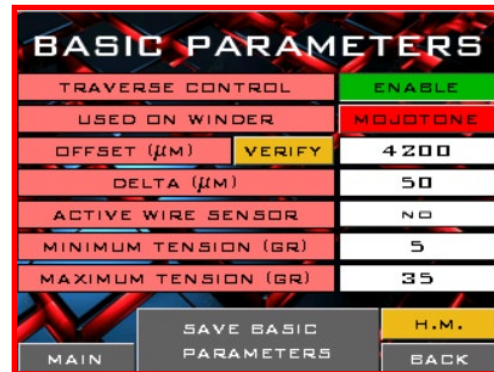 BASIC PARAMETERS
TRAVERSE CONTROL ENABLE
USED ON WINDER MOJOTONE
OFFSET (µM) VERIFY 4200
DELTA (µM) 50
ACTIVE WIRE SENSOR NO
MINIMUM TENSION (GR) 5
MAXIMUM TENSION (GR) 35
SAVE BASIC H.M.
MAIN PARAMETERS BACK